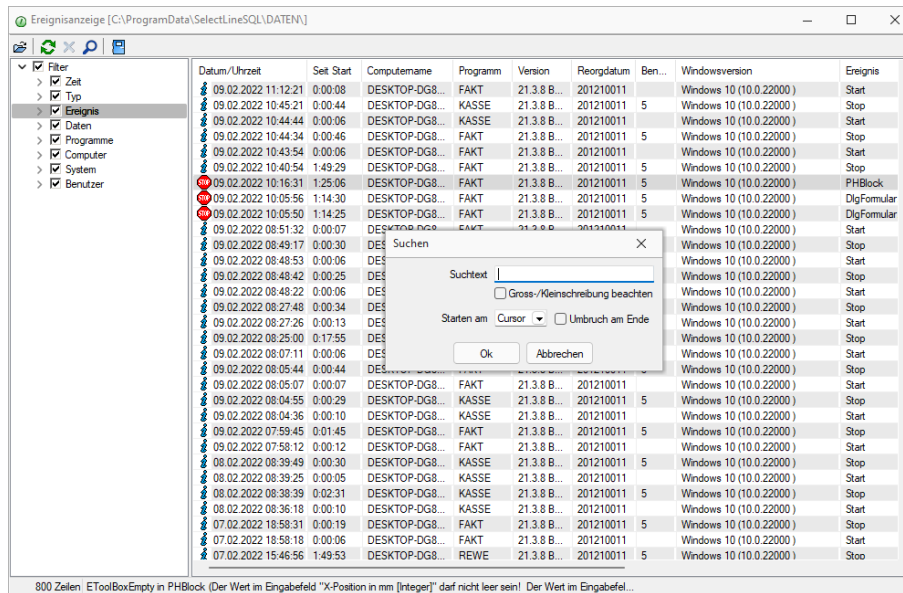 Ereignisanzeige [C:\ProgramData\SelectLineSQL\DATEN\]
Filter
Zeit
Typ
Ereignis
Daten
Programme
Computer
System
Benutzer
Datum/Uhrzeit Seit Start Computername Programm Version Reorgdatum Ben... Windowsversion Ereignis
09.02.2022 11:12:21 0:00:08 DESKTOP-DG8... FAKT 21.3.8 B... 201210011 Windows 10 (10.0.22000 ) Start
09.02.2022 10:45:21 0:00:44 DESKTOP-DG8... KASSE 21.3.8 B... 201210011 5 Windows 10 (10.0.22000 ) Stop
09.02.2022 10:44:44 0:00:06 DESKTOP-DG8... KASSE 21.3.8 B... 201210011 Windows 10 (10.0.22000 ) Start
09.02.2022 10:44:34 0:00:46 DESKTOP-DG8... FAKT 21.3.8 B... 201210011 5 Windows 10 (10.0.22000 ) Stop
09.02.2022 10:43:54 0:00:06 DESKTOP-DG8... FAKT 21.3.8 B... 201210011 Windows 10 (10.0.22000 ) Start
09.02.2022 10:40:54 1:49:29 DESKTOP-DG8... FAKT 21.3.8 B... 201210011 5 Windows 10 (10.0.22000 ) Stop
STOP 09.02.2022 10:16:31 1:25:06 DESKTOP-DG8... FAKT 21.3.8 B... 201210011 5 Windows 10 (10.0.22000 ) PHBlock
STOP 09.02.2022 10:05:56 1:14:30 DESKTOP-DG8... FAKT 21.3.8 B... 201210011 5 Windows 10 (10.0.22000 ) DlgFormular
STOP 09.02.2022 10:05:50 1:14:25 DESKTOP-DG8... FAKT 21.3.8 B... 201210011 5 Windows 10 (10.0.22000 ) DlgFormular
09.02.2022 08:51:32 0:00:07 DESKTOP-DG8... FAKT 21.3.8 B... 201210011 Windows 10 (10.0.22000 ) Start
09.02.2022 08:49:17 0:00:30 DES Windows 10 (10.0.22000 ) Stop
09.02.2022 08:48:53 0:00:06 DES Windows 10 (10.0.22000 ) Start
09.02.2022 08:48:42 0:00:25 DES Windows 10 (10.0.22000 ) Stop
09.02.2022 08:48:22 0:00:06 DES Windows 10 (10.0.22000 ) Start
09.02.2022 08:27:48 0:00:34 DES Windows 10 (10.0.22000 ) Stop
09.02.2022 08:27:26 0:00:13 DES Windows 10 (10.0.22000 ) Start
09.02.2022 08:25:00 0:17:55 DES Windows 10 (10.0.22000 ) Stop
09.02.2022 08:07:11 0:00:06 DES Windows 10 (10.0.22000 ) Start
09.02.2022 08:05:44 0:00:44 Windows 10 (10.0.22000 ) Stop
09.02.2022 08:05:07 0:00:07 DESKTOP-DG8... FAKT 21.3.8 B... 201210011 Windows 10 (10.0.22000 ) Start
09.02.2022 08:04:55 0:00:29 DESKTOP-DG8... KASSE 21.3.8 B... 201210011 5 Windows 10 (10.0.22000 ) Stop
09.02.2022 08:04:36 0:00:10 DESKTOP-DG8... KASSE 21.3.8 B... 201210011 Windows 10 (10.0.22000 ) Start
09.02.2022 07:59:45 0:01:45 DESKTOP-DG8... FAKT 21.3.8 B... 201210011 5 Windows 10 (10.0.22000 ) Stop
09.02.2022 07:58:12 0:00:12 DESKTOP-DG8... FAKT 21.3.8 B... 201210011 Windows 10 (10.0.22000 ) Start
08.02.2022 08:39:49 0:00:30 DESKTOP-DG8... KASSE 21.3.8 B... 201210011 5 Windows 10 (10.0.22000 ) Stop
08.02.2022 08:39:25 0:00:05 DESKTOP-DG8... KASSE 21.3.8 B... 201210011 Windows 10 (10.0.22000 ) Start
08.02.2022 08:38:39 0:02:31 DESKTOP-DG8... KASSE 21.3.8 B... 201210011 5 Windows 10 (10.0.22000 ) Stop
08.02.2022 08:36:18 0:00:10 DESKTOP-DG8... KASSE 21.3.8 B... 201210011 Windows 10 (10.0.22000 ) Start
07.02.2022 18:58:31 0:00:19 DESKTOP-DG8... FAKT 21.3.8 B... 201210011 5 Windows 10 (10.0.22000 ) Stop
07.02.2022 18:58:18 0:00:06 DESKTOP-DG8... FAKT 21.3.8 B... 201210011 Windows 10 (10.0.22000 ) Start
07.02.2022 15:46:56 1:49:53 DESKTOP-DG8... REWE 21.3.8 B... 201210011 5 Windows 10 (10.0.22000 ) Stop
Suchen
Suchtext
Gross-/Kleinschreibung beachten
Starten am Cursor Umbruch am Ende
Ok Abbrechen
800 Zeilen EToolBoxEmpty in PHBlock (Der Wert im Eingabefeld "X-Position in mm [Integer]" darf nicht leer sein! Der Wert im Eingabefel...